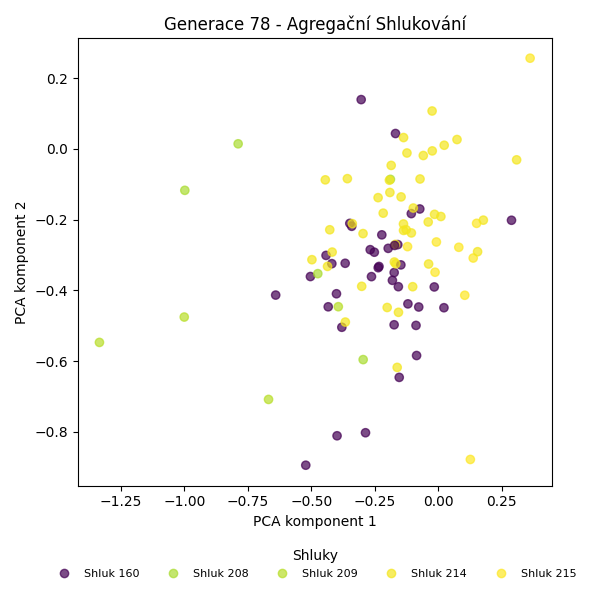 Generace 78 - Agregační Shlukování
PCA komponent 2
0.2
0.0
−0.2
−0.4
−0.6
−0.8
−1.25
−1.00
−0.75
−0.50
−0.25
0.00
0.25
PCA komponent 1
Shluky
Shluk 160
Shluk 208
Shluk 209
Shluk 214
Shluk 215